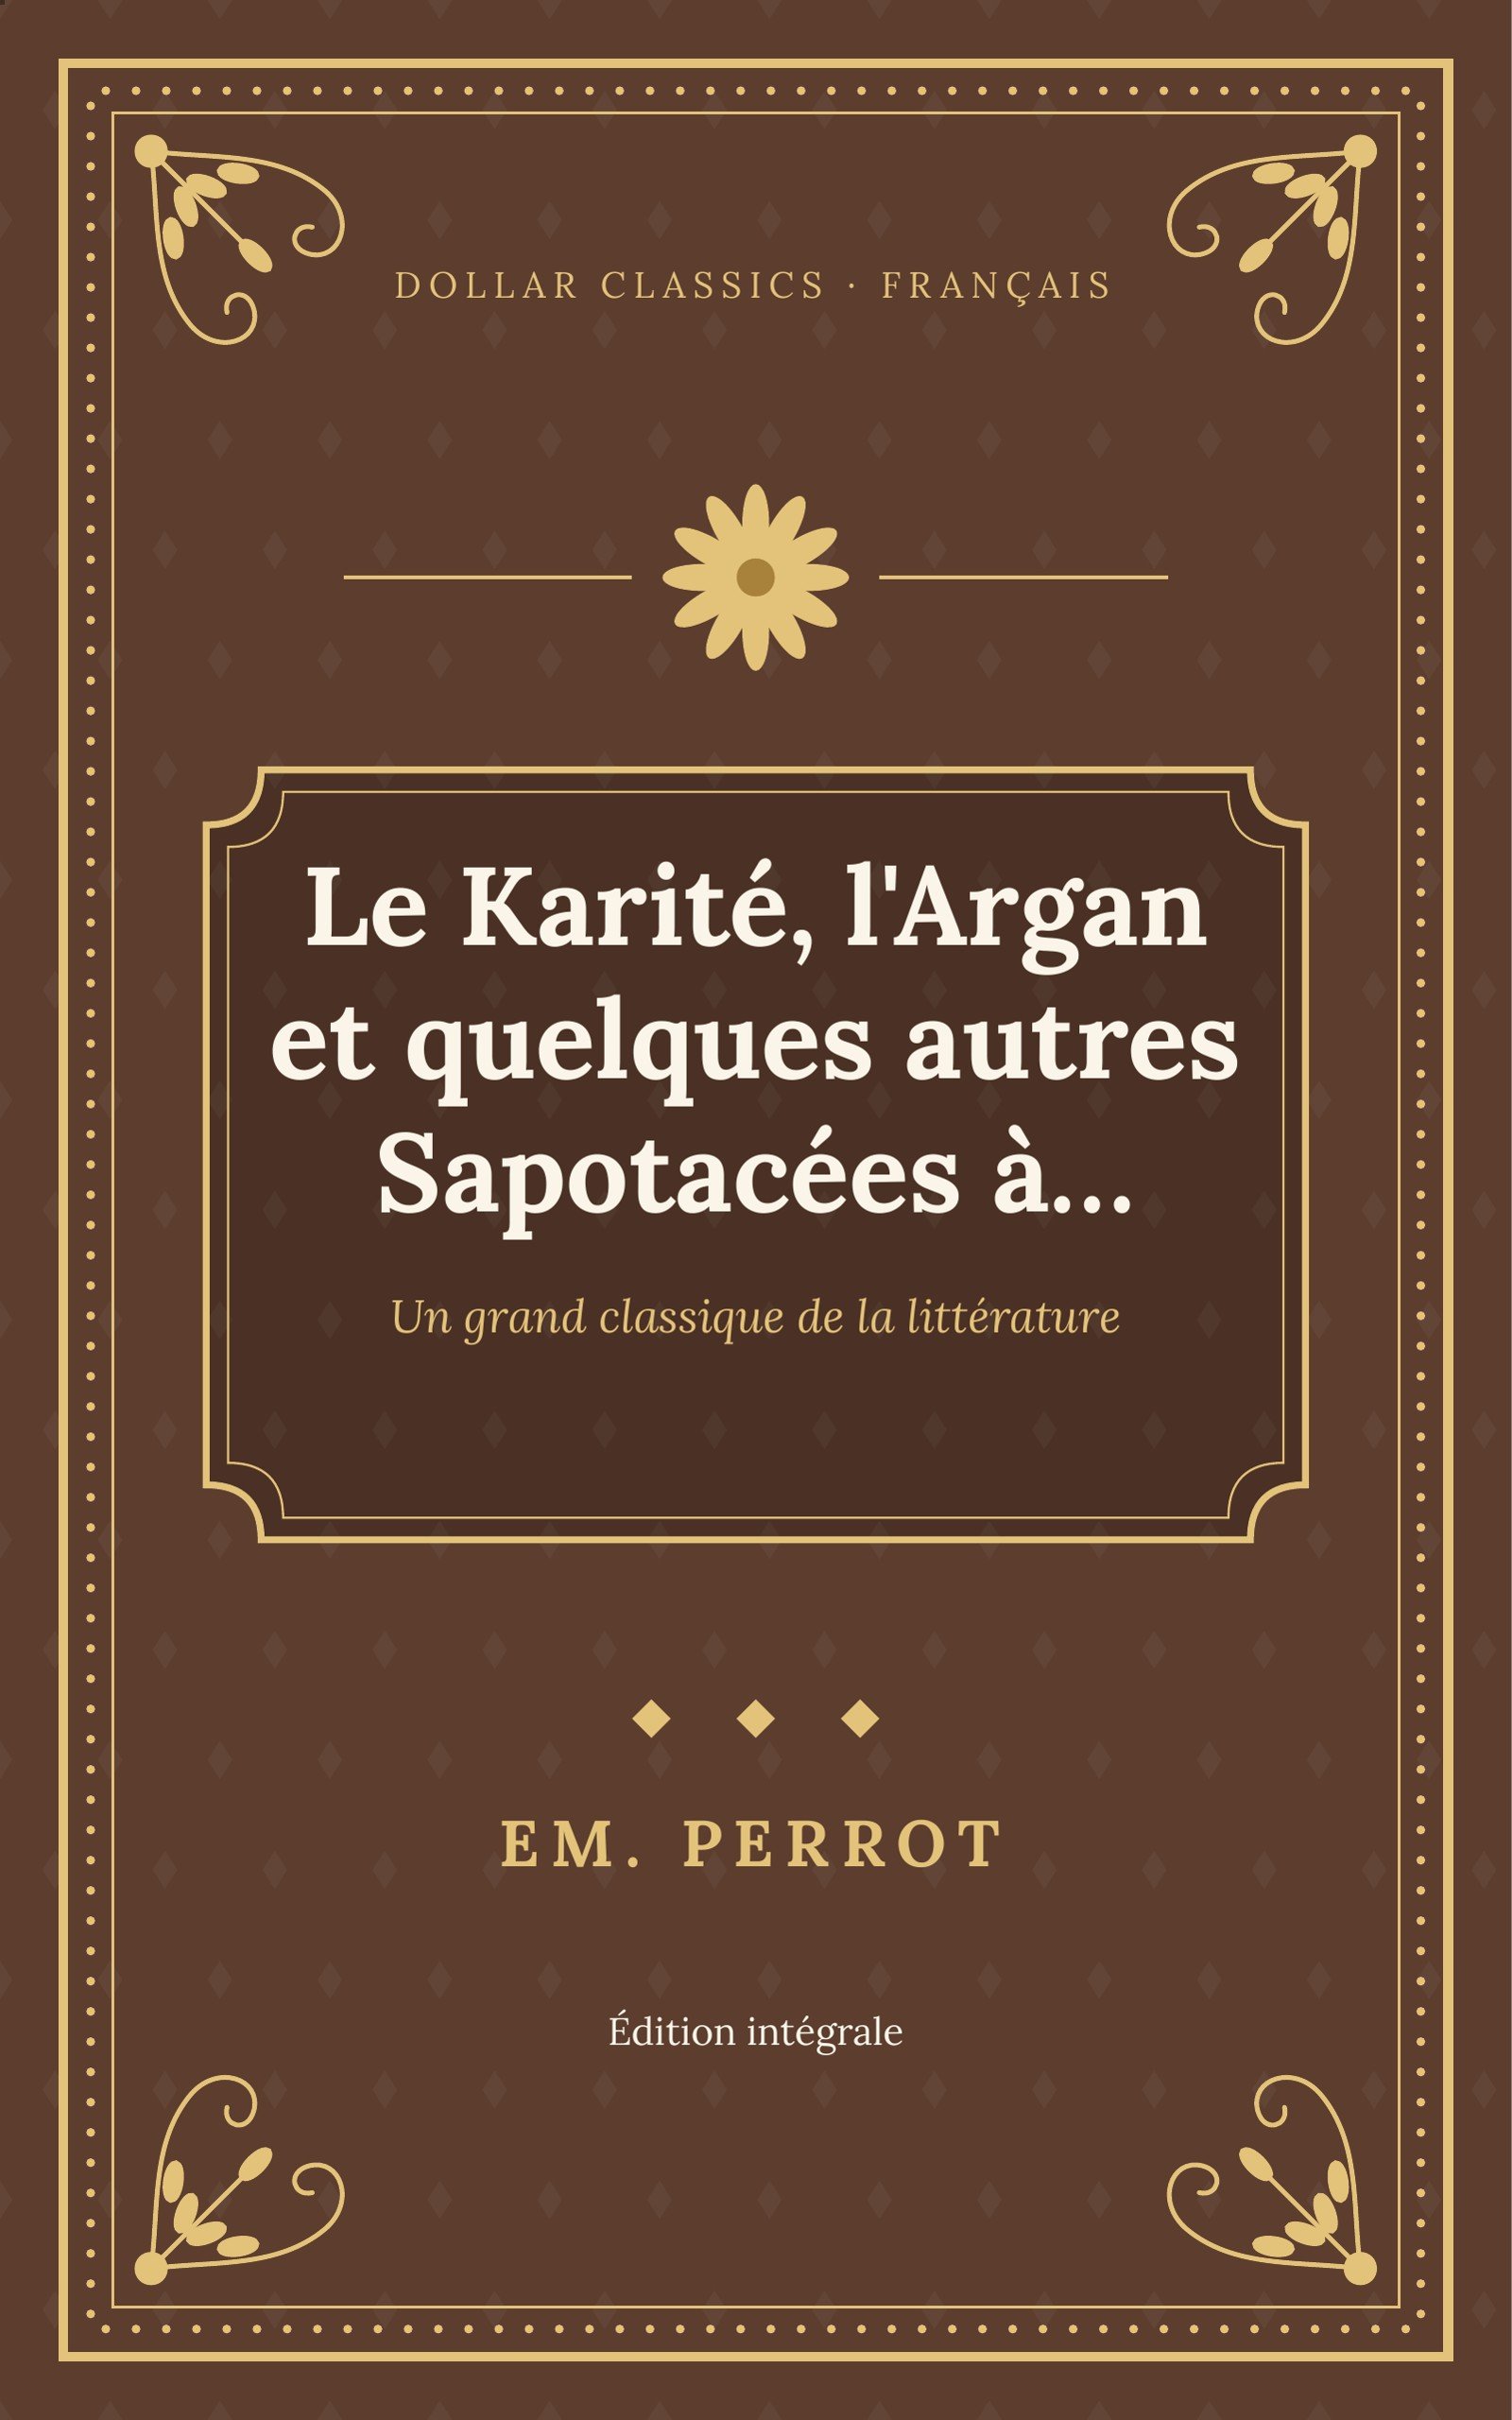 DOLLAR CLASSICS · FRANÇAIS
Le Karité, l'Argan
et quelques autres
Sapotacées à...
Un grand classique de la littérature
EM. PERROT
Édition intégrale